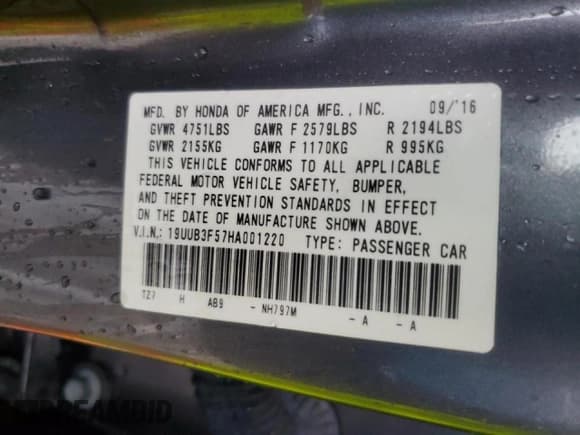 MFD. BY HONDA OF AMERICA MFG., INC. 09/'16
GVWR 4751LBS GAWR F 2579LBS R 2194LBS
GVWR 2155KG GAWR F 1170KG R 995KG
THIS VEHICLE CONFORMS TO ALL APPLICABLE
FEDERAL MOTOR VEHICLE SAFETY, BUMPER,
AND THEFT PREVENTION STANDARDS IN EFFECT
ON THE DATE OF MANUFACTURE SHOWN ABOVE.
V.I.N.: 19UUB3F57HA001220 TYPE: PASSENGER CAR
TZ7 H AB9 - NH797M - A - A